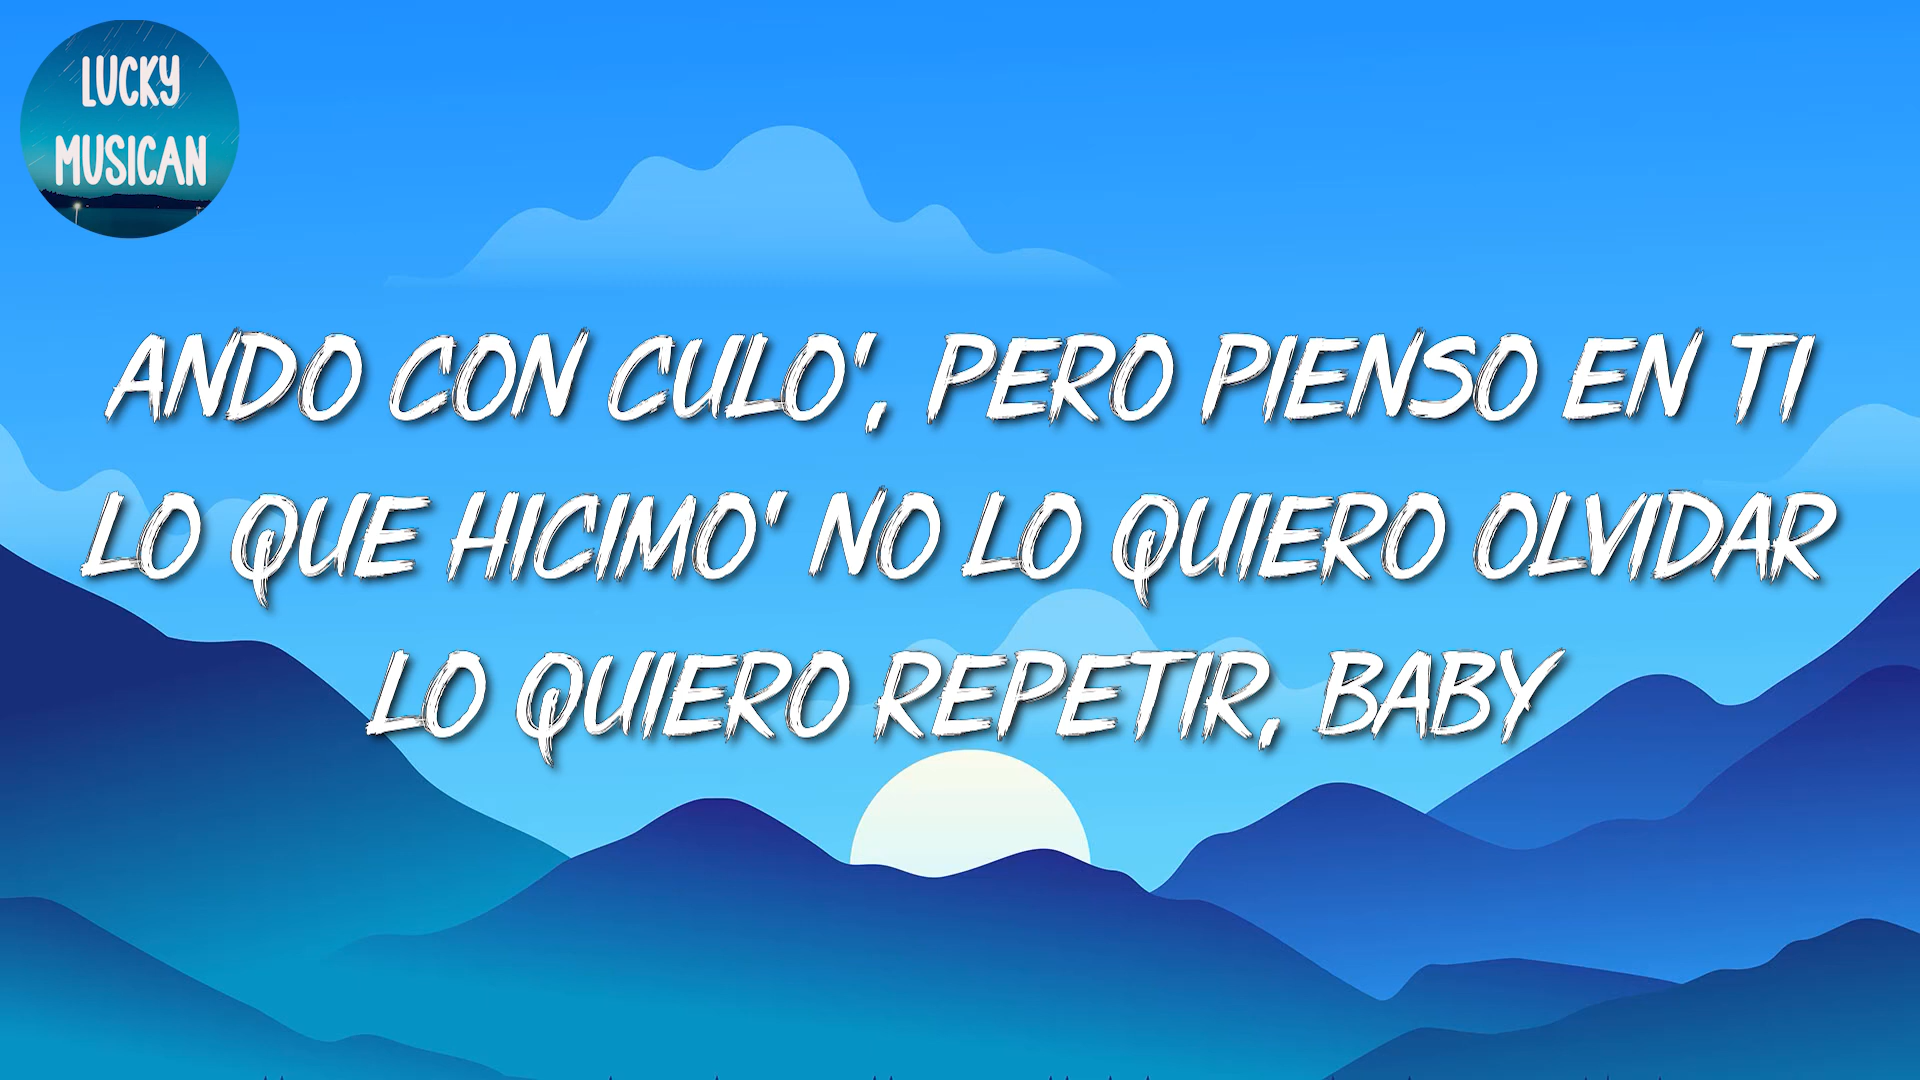 LUCKY
MUSICAN
ANDO CON CULO', PERO PIENSO EN TI
LO QUE HICIMO' NO LO QUIERO OLVIDAR
LO QUIERO REPETIR, BABY